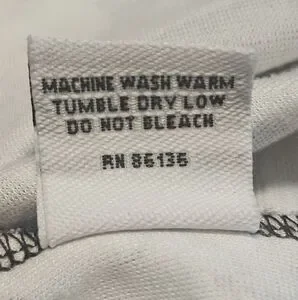 MACHINE WASH WARM
TUMBLE DRY LOW
DO NOT BLEACH
RN 86136